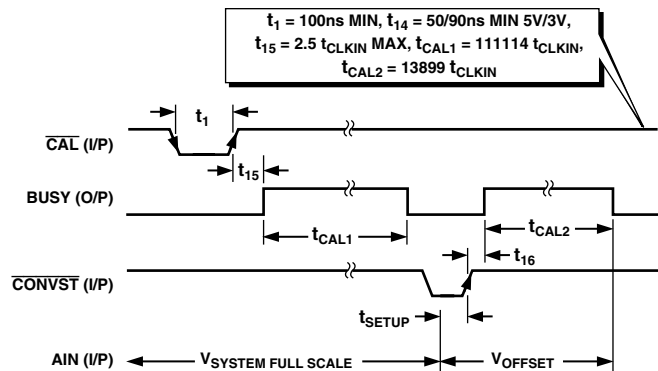 t1 = 100ns MIN, t14 = 50/90ns MIN 5V/3V,
t15 = 2.5 tCLKIN MAX, tCAL1 = 111114 tCLKIN,
tCAL2 = 13899 tCLKIN
t1
CAL (I/P)
t15
BUSY (O/P)
tCAL1
tCAL2
t16
CONVST (I/P)
tSETUP
AIN (I/P)
VSYSTEM FULL SCALE
VOFFSET